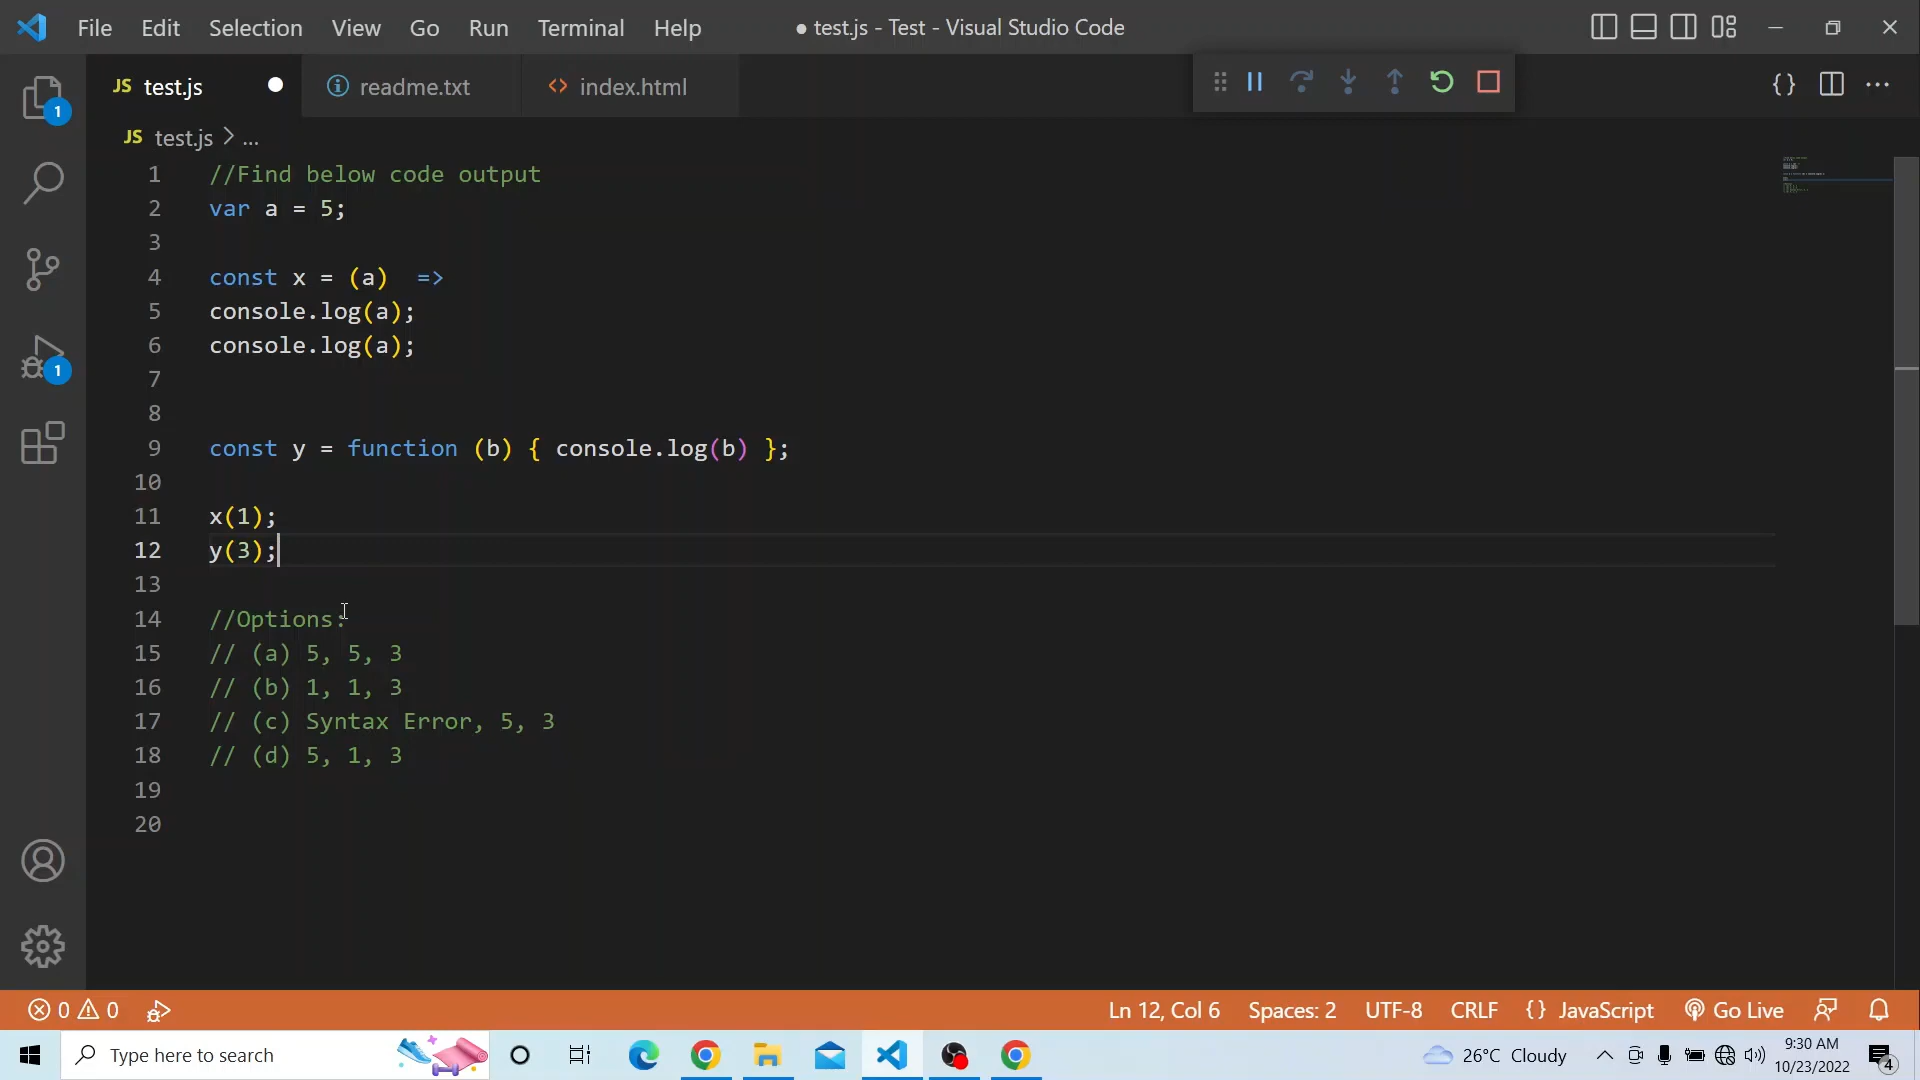 File Edit Selection View Go Run Terminal Help ● test.js - Test - Visual Studio Code
JS test.js readme.txt index.html
JS test.js > ...
1 //Find below code output
2 var a = 5;
3
4 const x = (a)  =>
5 console.log(a);
6 console.log(a);
7
8
9 const y = function (b) { console.log(b) };
10
11 x(1);
12 y(3);
13
14 //Options:
15 // (a) 5, 5, 3
16 // (b) 1, 1, 3
17 // (c) Syntax Error, 5, 3
18 // (d) 5, 1, 3
19
20
1
1
0 0 Ln 12, Col 6 Spaces: 2 UTF-8 CRLF {} JavaScript Go Live
Type here to search 26°C Cloudy 9:30 AM
10/23/2022 4